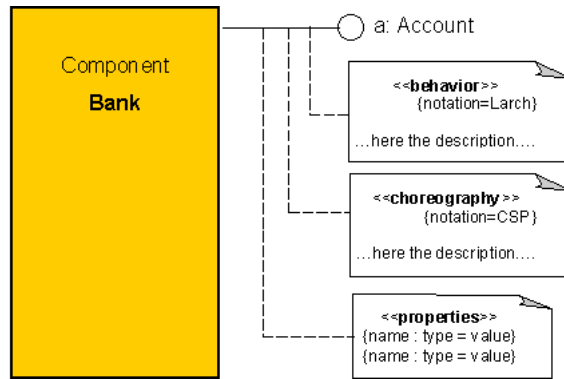 Component
Bank
a: Account
<<behavior>>
{notation=Larch}
...here the description....
<<choreography>>
{notation=CSP}
...here the description....
<<properties>>
{name : type = value}
{name : type = value}